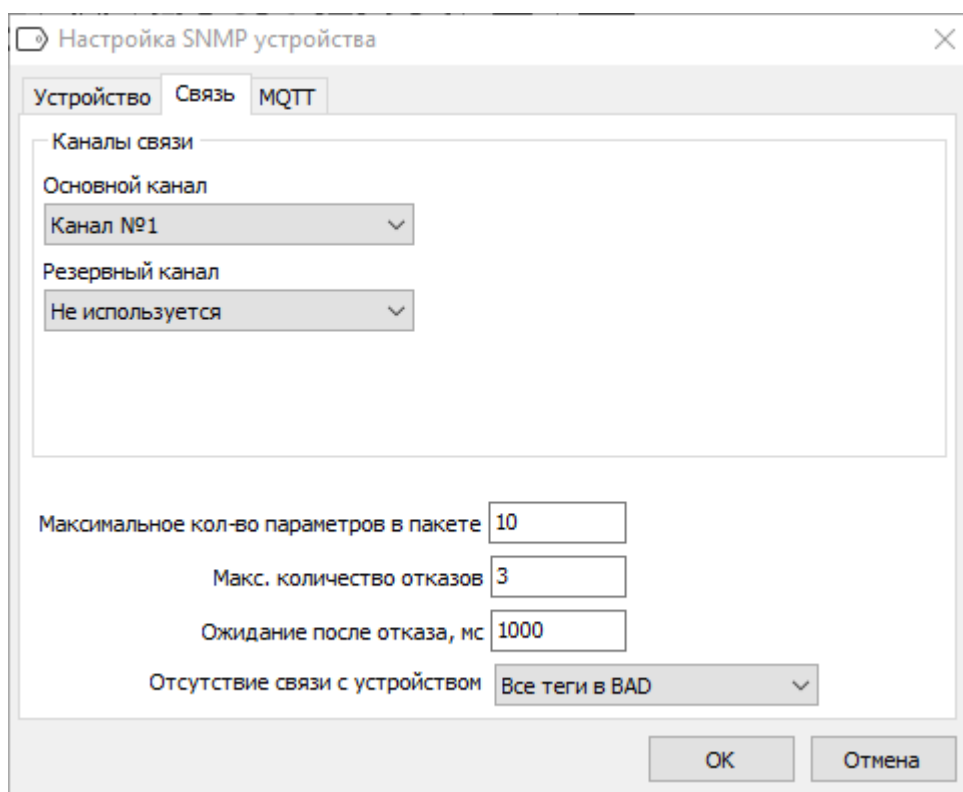 Настройка SNMP устройства
Устройство Связь MQTT
Каналы связи
Основной канал
Канал №1
Резервный канал
Не используется
Максимальное кол-во параметров в пакете 10
Макс. количество отказов 3
Ожидание после отказа, мс 1000
Отсутствие связи с устройством Все теги в BAD
OK Отмена